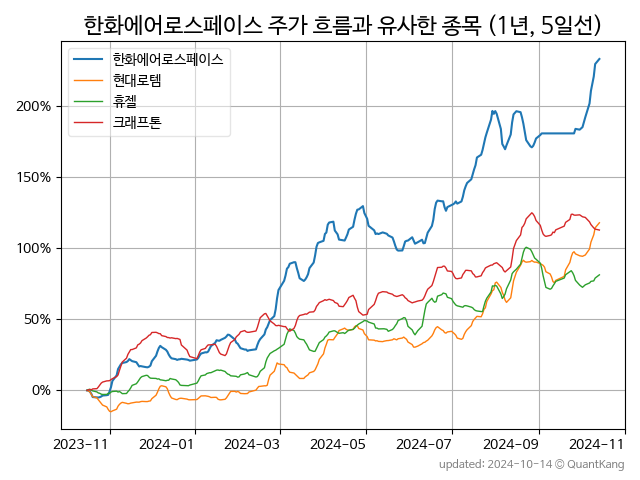 한화에어로스페이스 주가 흐름과 유사한 종목 (1년, 5일선)
한화에어로스페이스
현대로템
휴젤
크래프톤
200%
150%
100%
50%
0%
2023-11 2024-01 2024-03 2024-05 2024-07 2024-09 2024-11
updated: 2024-10-14 © QuantKang